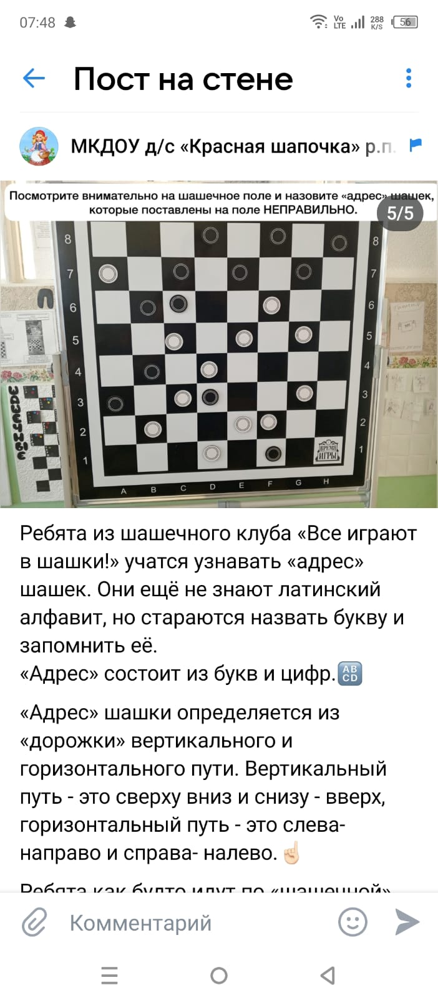 07:48
Vo LTE 288 K/S 56
Пост на стене
МКДОУ д/с «Красная шапочка» р.п.
Посмотрите внимательно на шашечное поле и назовите «адрес» шашек,
которые поставлены на поле НЕПРАВИЛЬНО.
5/5
8 8
7 7
6 6
5 5
4 4
3 3
2 2
1 1
ВРЕМЯ
ИГРЫ
A B C D E F G H
Ребята из шашечного клуба «Все играют
в шашки!» учатся узнавать «адрес»
шашек. Они ещё не знают латинский
алфавит, но стараются назвать букву и
запомнить её.
«Адрес» состоит из букв и цифр.🔠
«Адрес» шашки определяется из
«дорожки» вертикального и
горизонтального пути. Вертикальный
путь - это сверху вниз и снизу - вверх,
горизонтальный путь - это слева-
направо и справа- налево.☝🏻
Ребята как будто идут по «шашечной»
Комментарий